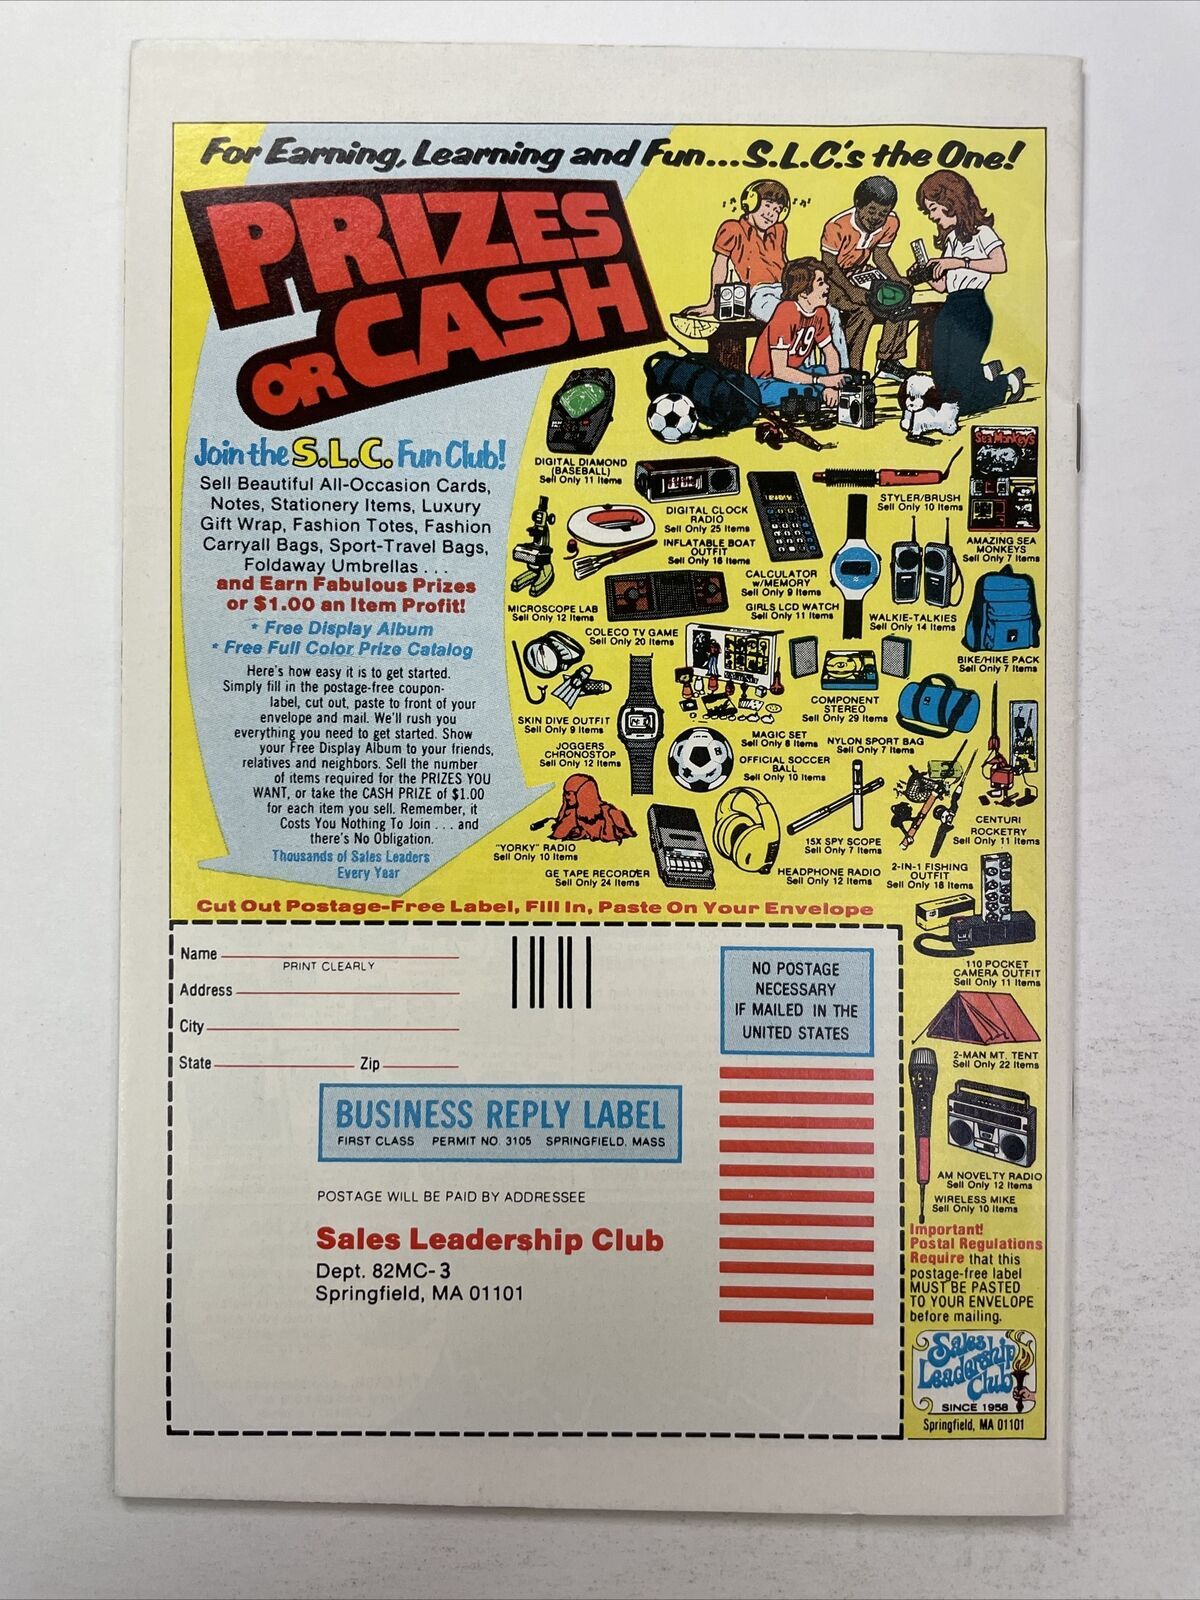 For Earning, Learning and Fun...S.L.C.'s the One!
PRIZES
OR CASH
Join the S.L.C. Fun Club!
Sell Beautiful All-Occasion Cards,
Notes, Stationery Items, Luxury
Gift Wrap, Fashion Totes, Fashion
Carryall Bags, Sport-Travel Bags,
Foldaway Umbrellas . . .
and Earn Fabulous Prizes
or $1.00 an Item Profit!
* Free Display Album
* Free Full Color Prize Catalog
Here's how easy it is to get started.
Simply fill in the postage-free coupon-
label, cut out, paste to front of your
envelope and mail. We'll rush you
everything you need to get started. Show
your Free Display Album to your friends,
relatives and neighbors. Sell the number
of items required for the PRIZES YOU
WANT, or take the CASH PRIZE of $1.00
for each item you sell. Remember, it
Costs You Nothing To Join . . . and
there's No Obligation.
Thousands of Sales Leaders
Every Year
19
DIGITAL DIAMOND
(BASEBALL)
Sell Only 11 Items
DIGITAL CLOCK
RADIO
Sell Only 25 Items
STYLER/BRUSH
Sell Only 10 Items
Sea Monkeys
AMAZING SEA
MONKEYS
Sell Only 7 Items
INFLATABLE BOAT
OUTFIT
Sell Only 16 Items
CALCULATOR
w/MEMORY
Sell Only 9 Items
MICROSCOPE LAB
Sell Only 12 Items
GIRLS LCD WATCH
Sell Only 11 Items
WALKIE-TALKIES
Sell Only 14 Items
COLECO TV GAME
Sell Only 20 Items
BIKE/HIKE PACK
Sell Only 7 Items
SKIN DIVE OUTFIT
Sell Only 9 Items
COMPONENT
STEREO
Sell Only 29 Items
MAGIC SET
Sell Only 8 Items
NYLON SPORT BAG
Sell Only 7 Items
JOGGERS
CHRONOSTOP
Sell Only 12 Items
OFFICIAL SOCCER
BALL
Sell Only 10 Items
CENTURI
ROCKETRY
Sell Only 11 Items
"YORKY" RADIO
Sell Only 10 Items
15X SPY SCOPE
Sell Only 7 Items
GE TAPE RECORDER
Sell Only 24 Items
HEADPHONE RADIO
Sell Only 12 Items
2-IN-1 FISHING
OUTFIT
Sell Only 18 Items
110 POCKET
CAMERA OUTFIT
Sell Only 11 Items
2-MAN MT. TENT
Sell Only 22 Items
AM NOVELTY RADIO
Sell Only 12 Items
WIRELESS MIKE
Sell Only 10 Items
Important!
Postal Regulations
Require that this
postage-free label
MUST BE PASTED
TO YOUR ENVELOPE
before mailing.
Sales
Leadership
Club
SINCE 1958
Springfield, MA 01101
Cut Out Postage-Free Label, Fill In, Paste On Your Envelope
Name
PRINT CLEARLY
Address
City
State Zip
NO POSTAGE
NECESSARY
IF MAILED IN THE
UNITED STATES
BUSINESS REPLY LABEL
FIRST CLASS PERMIT NO. 3105 SPRINGFIELD, MASS
POSTAGE WILL BE PAID BY ADDRESSEE
Sales Leadership Club
Dept. 82MC-3
Springfield, MA 01101